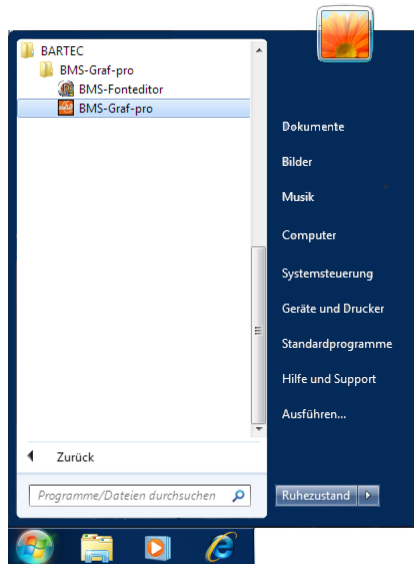 BARTEC
BMS-Graf-pro
BMS-Fonteditor
BMS-Graf-pro
Zurück
Programme/Dateien durchsuchen
Dokumente
Bilder
Musik
Computer
Systemsteuerung
Geräte und Drucker
Standardprogramme
Hilfe und Support
Ausführen...
Ruhezustand